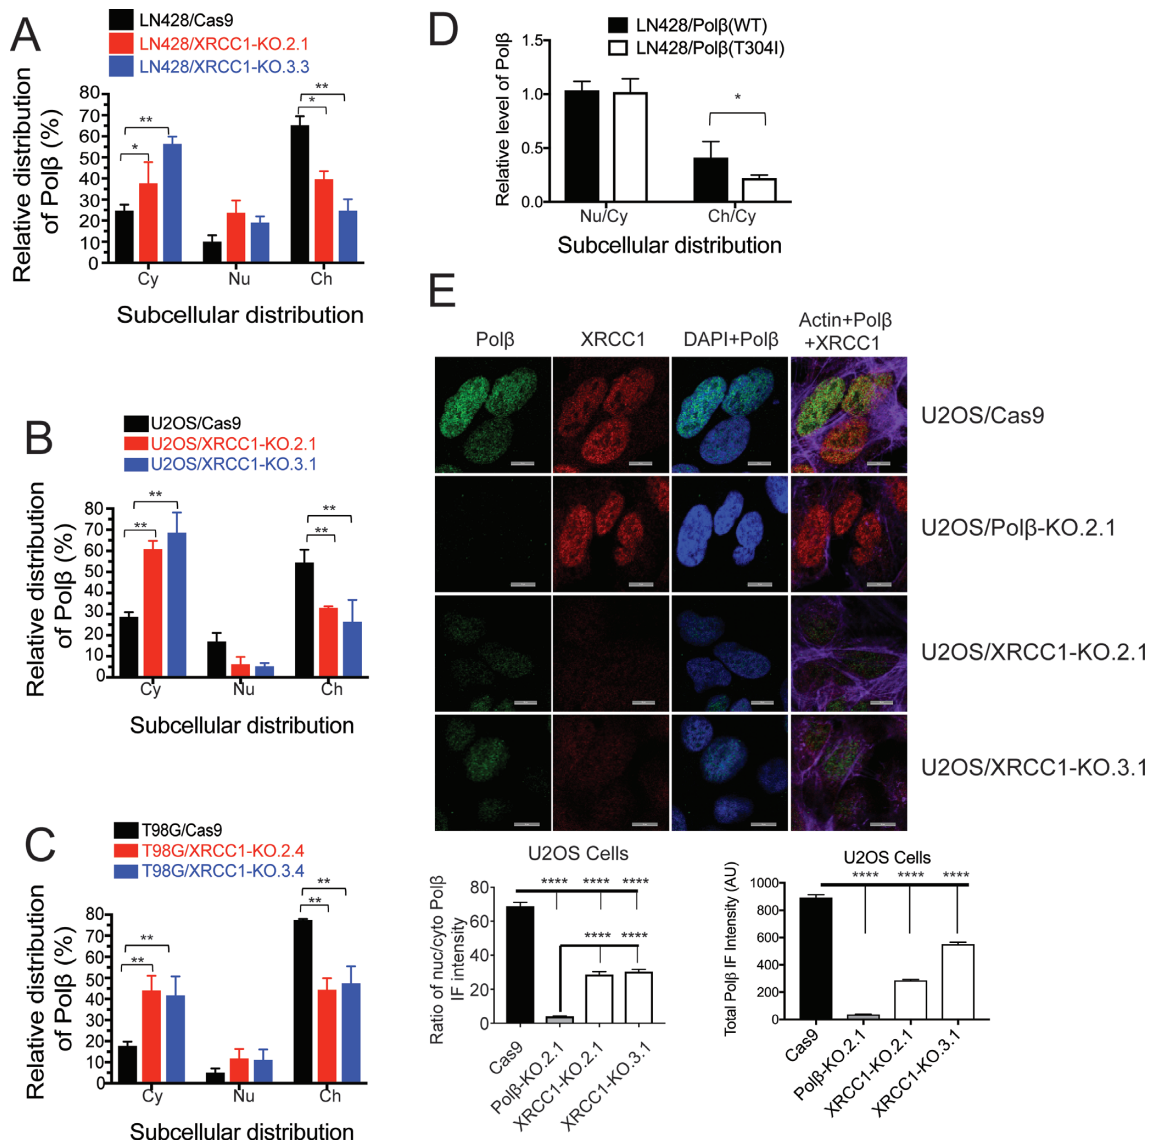 A
LN428/Cas9
LN428/XRCC1-KO.2.1
LN428/XRCC1-KO.3.3
Relative distribution
of Polβ (%)
80
70
60
50
40
30
20
10
0
*
**
*
**
Cy
Nu
Ch
Subcellular distribution
B
U2OS/Cas9
U2OS/XRCC1-KO.2.1
U2OS/XRCC1-KO.3.1
Relative distribution
of Polβ (%)
80
70
60
50
40
30
20
10
0
**
**
**
**
Cy
Nu
Ch
Subcellular distribution
C
T98G/Cas9
T98G/XRCC1-KO.2.4
T98G/XRCC1-KO.3.4
Relative distribution
of Polβ (%)
80
70
60
50
40
30
20
10
0
**
**
**
**
Cy
Nu
Ch
Subcellular distribution
D
LN428/Polβ(WT)
LN428/Polβ(T304I)
Relative level of Polβ
1.5
1.0
0.5
0.0
*
Nu/Cy
Ch/Cy
Subcellular distribution
E
Polβ
XRCC1
DAPI+Polβ
Actin+Polβ
+XRCC1
U2OS/Cas9
U2OS/Polβ-KO.2.1
U2OS/XRCC1-KO.2.1
U2OS/XRCC1-KO.3.1
U2OS Cells
Ratio of nuc/cyto Polβ
IF intensity
80
60
40
20
0
**** **** ****
**** ****
Cas9
Polβ-KO.2.1
XRCC1-KO.2.1
XRCC1-KO.3.1
U2OS Cells
Total Polβ IF Intensity (AU)
1000
800
600
400
200
0
**** **** ****
Cas9
Polβ-KO.2.1
XRCC1-KO.2.1
XRCC1-KO.3.1